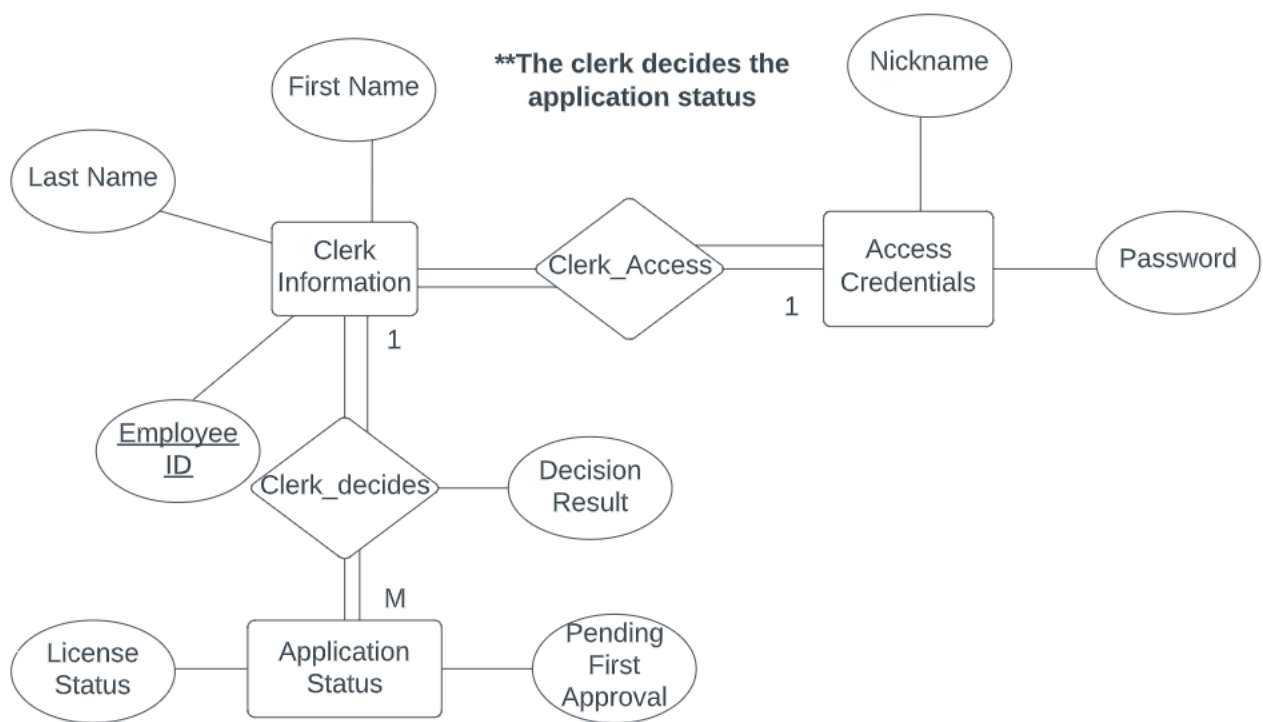 First Name
**The clerk decides the
application status
Nickname
Last Name
Clerk
Information
Clerk_Access
Access
Credentials
Password
1
1
Employee
ID
Clerk_decides
Decision
Result
M
License
Status
Application
Status
Pending
First
Approval